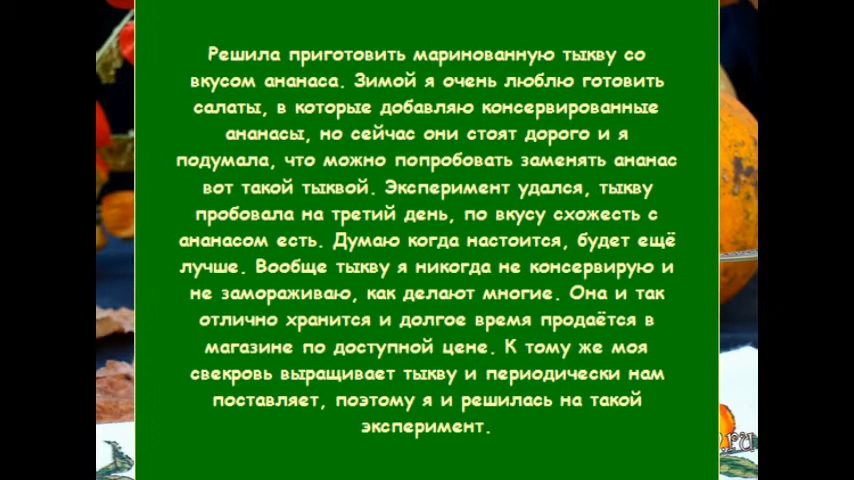 Решила приготовить маринованную тыкву со
вкусом ананаса. Зимой я очень люблю готовить
салаты, в которые добавляю консервированные
ананасы, но сейчас они стоят дорого и я
подумала, что можно попробовать заменять ананас
вот такой тыквой. Эксперимент удался, тыкву
пробовала на третий день, по вкусу схожесть с
ананасом есть. Думаю когда настоится, будет ещё
лучше. Вообще тыкву я никогда не консервирую и
не замораживаю, как делают многие. Она и так
отлично хранится и долгое время продаётся в
магазине по доступной цене. К тому же моя
свекровь выращивает тыкву и периодически нам
поставляет, поэтому я и решилась на такой
эксперимент.
.ru